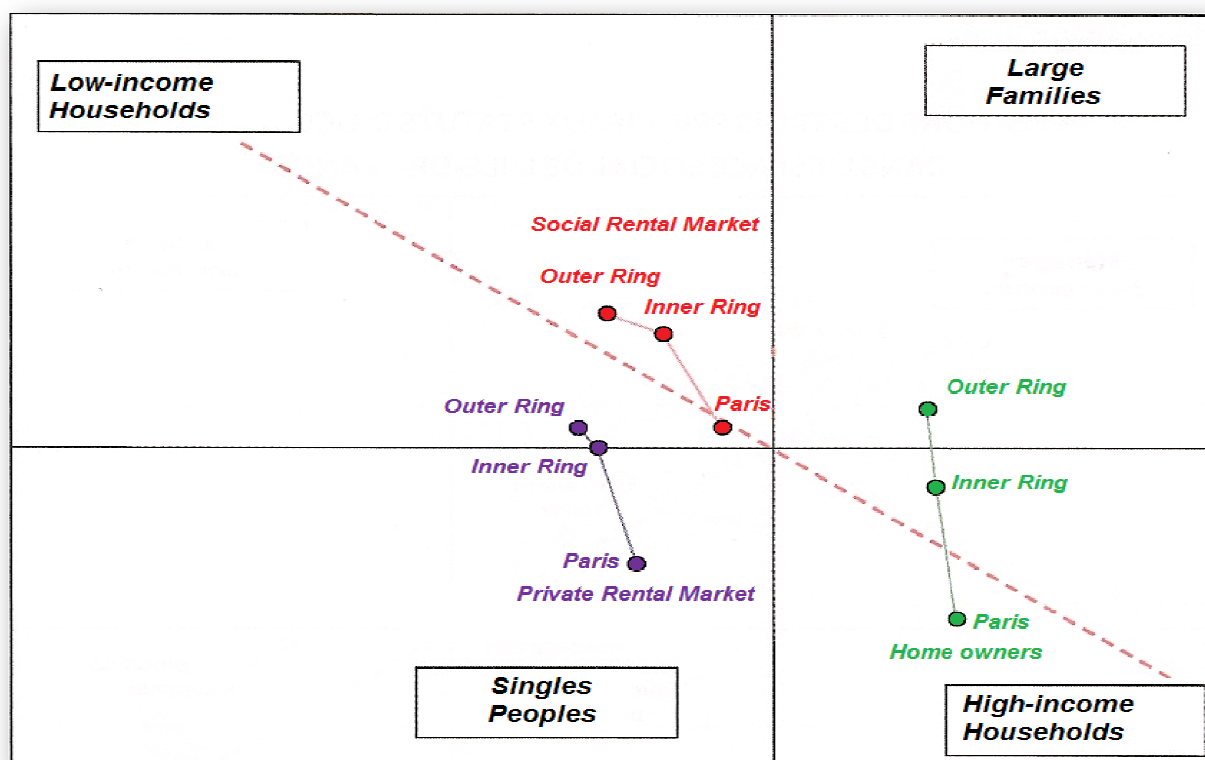 Low-income
Households
Large
Families
Social Rental Market
Outer Ring
Inner Ring
Paris
Outer Ring
Outer Ring
Inner Ring
Inner Ring
Paris
Private Rental Market
Paris
Home owners
Singles
Peoples
High-income
Households